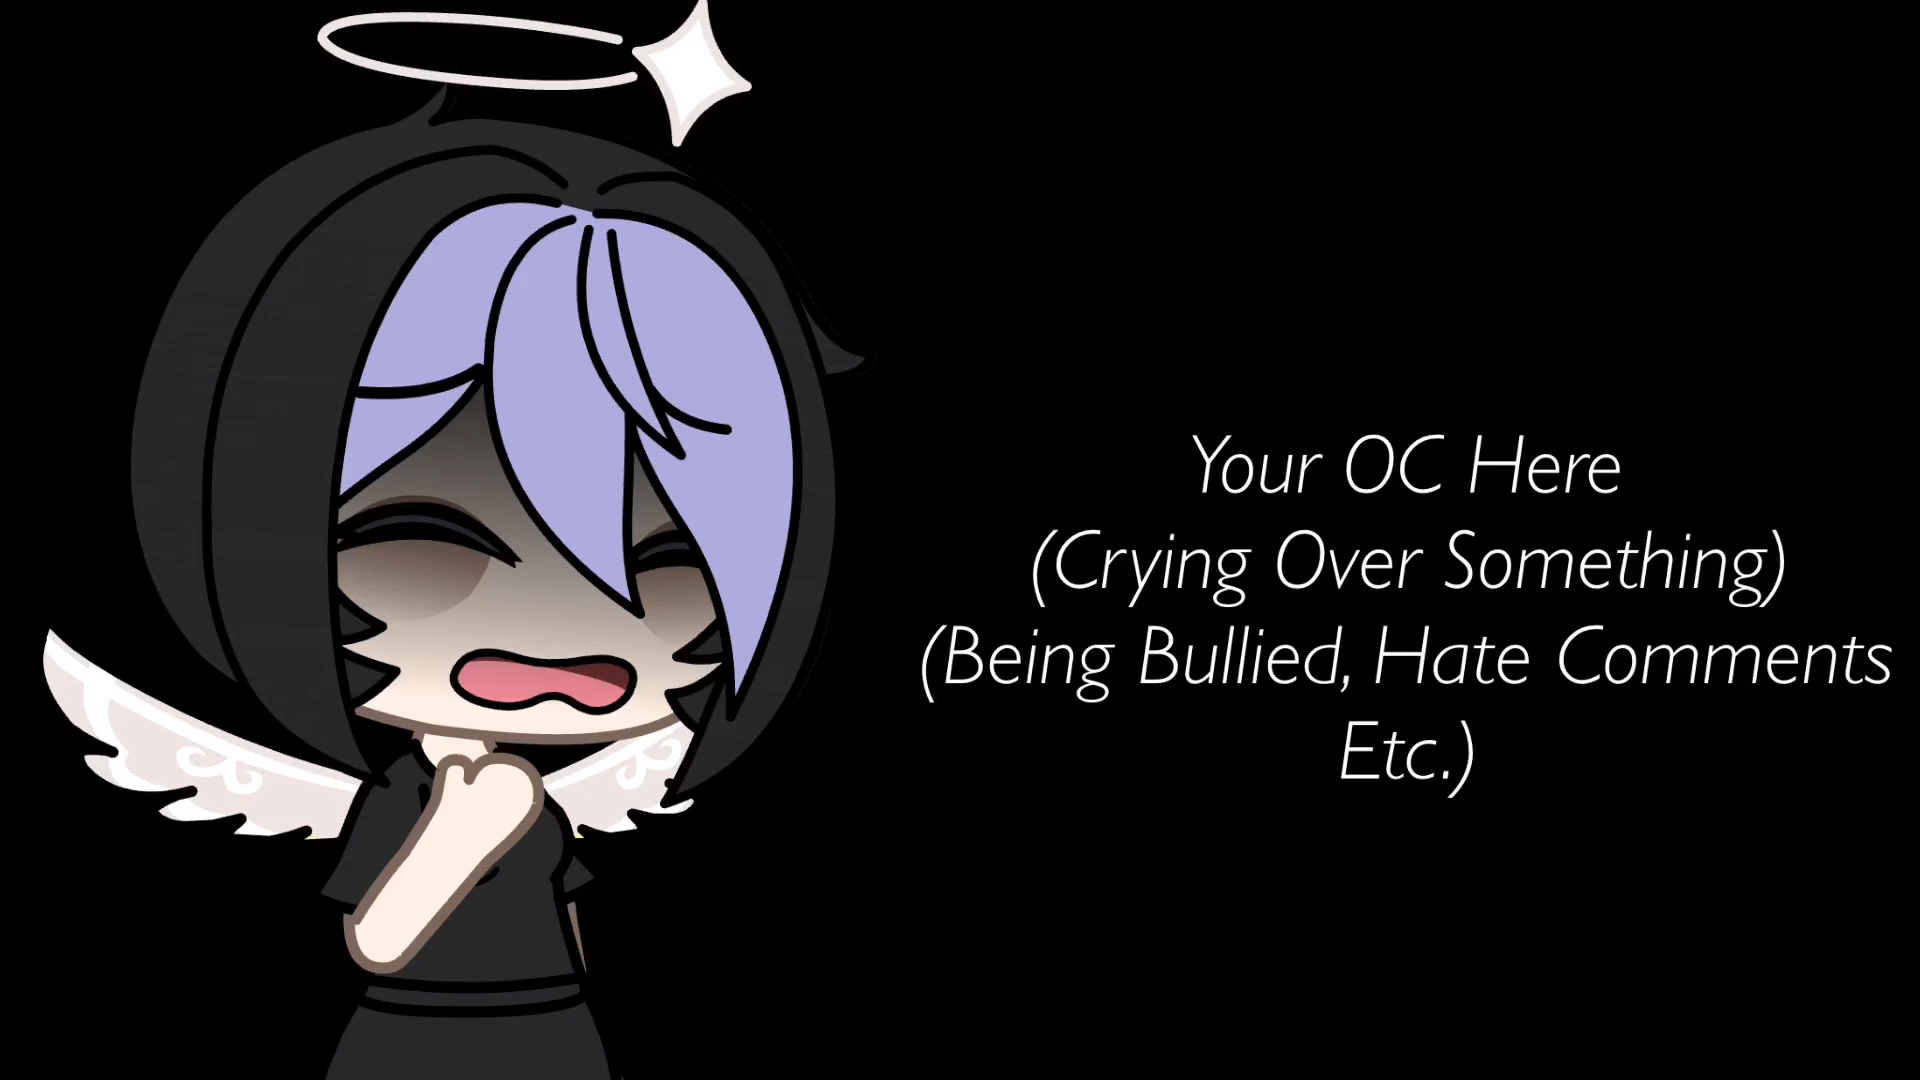 Your OC Here
(Crying Over Something)
(Being Bullied, Hate Comments
Etc.)